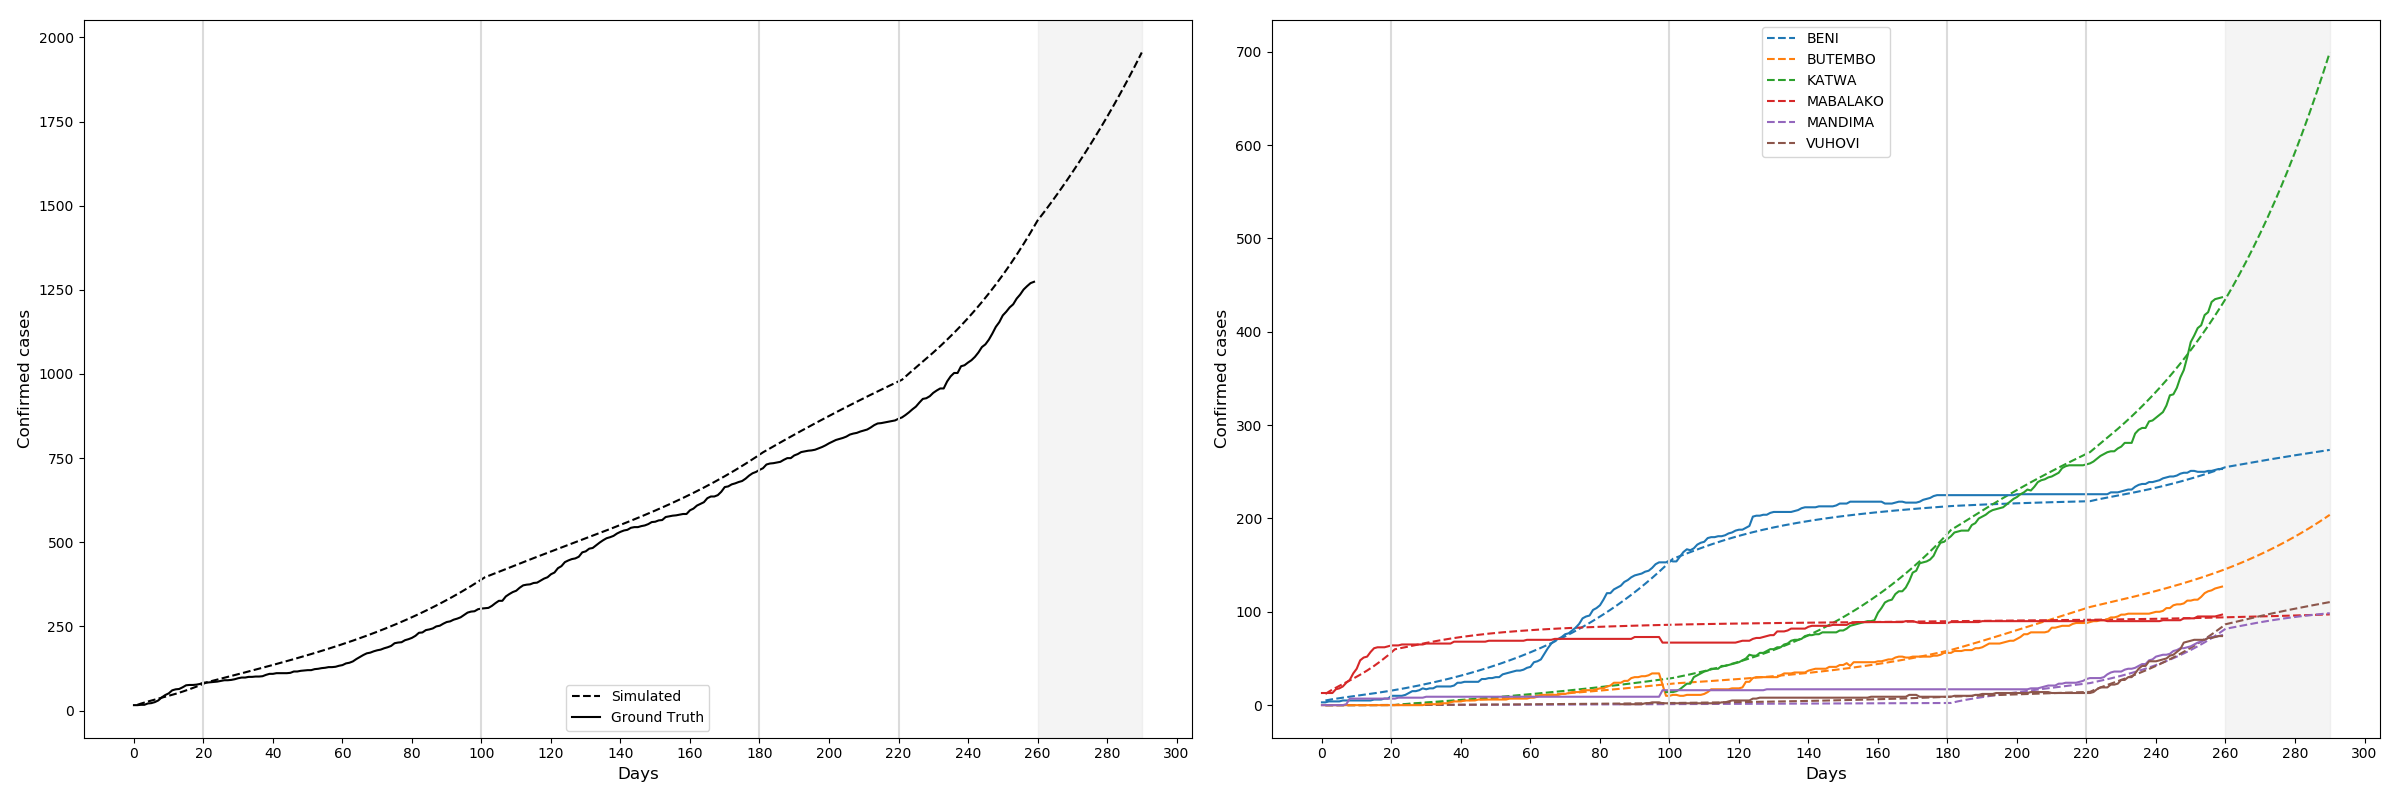 2000
1750
1500
1250
1000
750
500
250
0
Confirmed cases
0 20 40 60 80 100 120 140 160 180 200 220 240 260 280 300
Days
Simulated
Ground Truth
700
600
500
400
300
200
100
0
Confirmed cases
0 20 40 60 80 100 120 140 160 180 200 220 240 260 280 300
Days
BENI
BUTEMBO
KATWA
MABALAKO
MANDIMA
VUHOVI